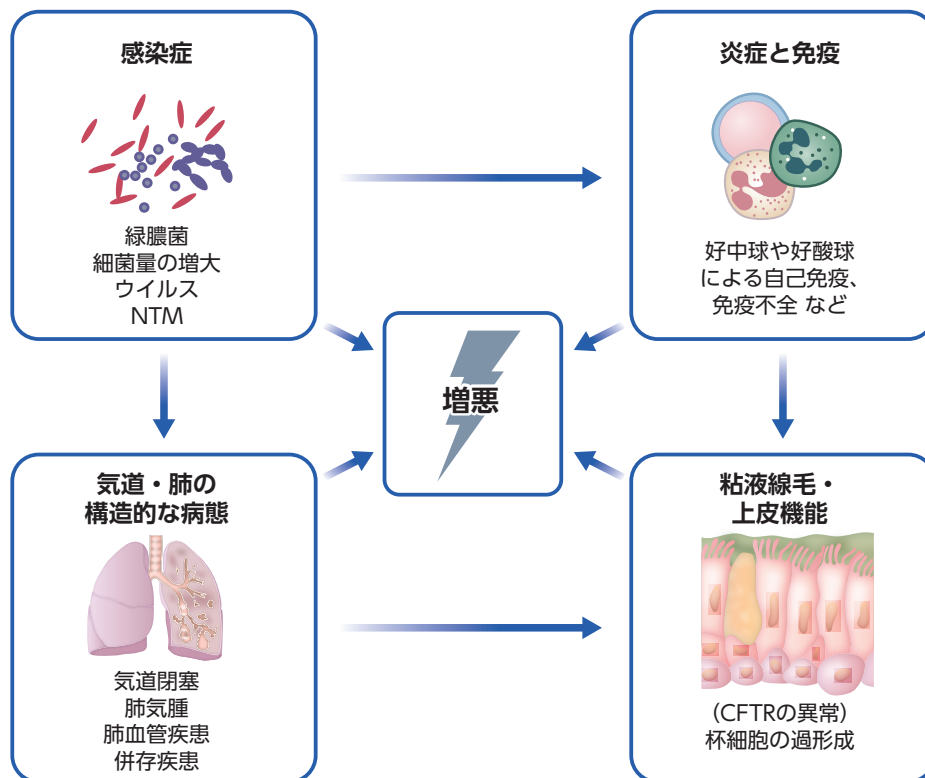 感染症
緑膿菌
細菌量の増大
ウイルス
NTM
炎症と免疫
好中球や好酸球
による自己免疫、
免疫不全 など
増悪
気道・肺の
構造的な病態
気道閉塞
肺気腫
肺血管疾患
併存疾患
粘液線毛・
上皮機能
（CFTRの異常）
杯細胞の過形成